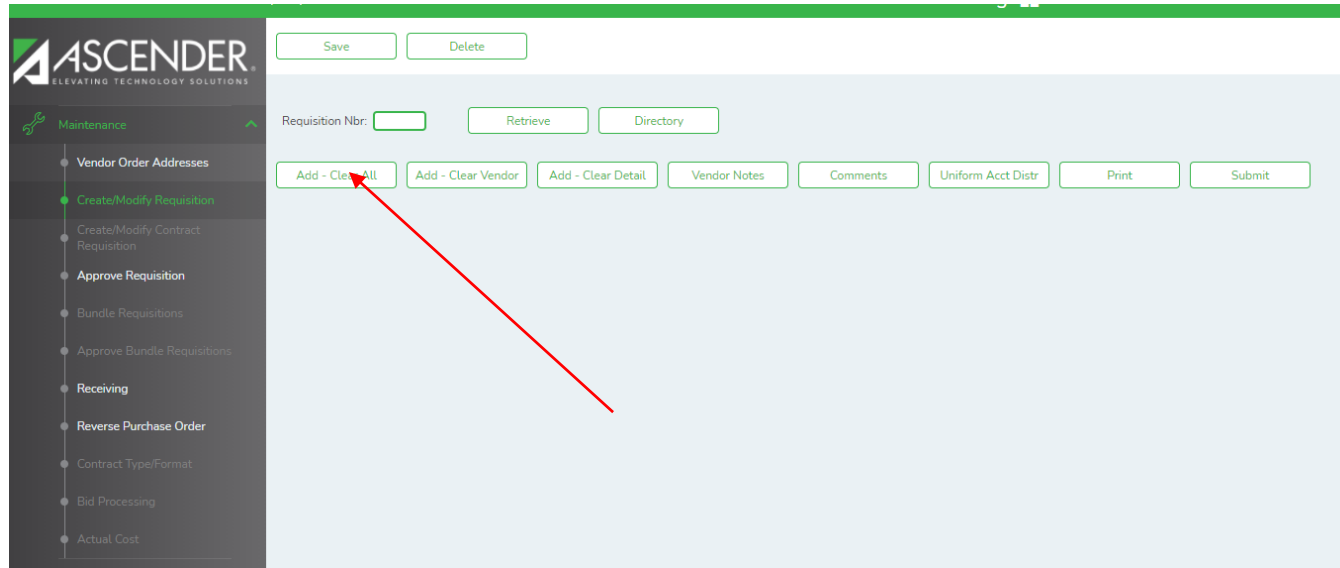 ASCENDER.
ELEVATING TECHNOLOGY SOLUTIONS
Save Delete
Maintenance
Vendor Order Addresses
Create/Modify Requisition
Create/Modify Contract
Requisition
Approve Requisition
Bundle Requisitions
Approve Bundle Requisitions
Receiving
Reverse Purchase Order
Contract Type/Format
Bid Processing
Actual Cost
Requisition Nbr: Retrieve Directory
Add - Clear All Add - Clear Vendor Add - Clear Detail Vendor Notes Comments Uniform Acct Distr Print Submit